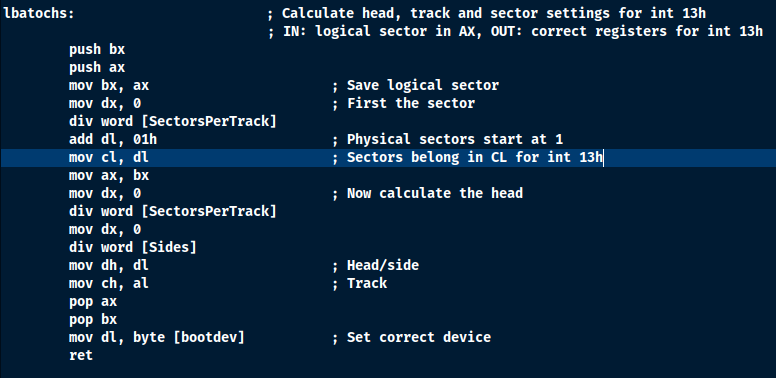 lbatochs:                        ; Calculate head, track and sector settings for int 13h
                                 ; IN: logical sector in AX, OUT: correct registers for int 13h
        push bx
        push ax
        mov bx, ax                       ; Save logical sector
        mov dx, 0                        ; First the sector
        div word [SectorsPerTrack]
        add dl, 01h                      ; Physical sectors start at 1
        mov cl, dl                       ; Sectors belong in CL for int 13h
        mov ax, bx
        mov dx, 0                        ; Now calculate the head
        div word [SectorsPerTrack]
        mov dx, 0
        div word [Sides]
        mov dh, dl                       ; Head/side
        mov ch, al                       ; Track
        pop ax
        pop bx
        mov dl, byte [bootdev]           ; Set correct device
        ret